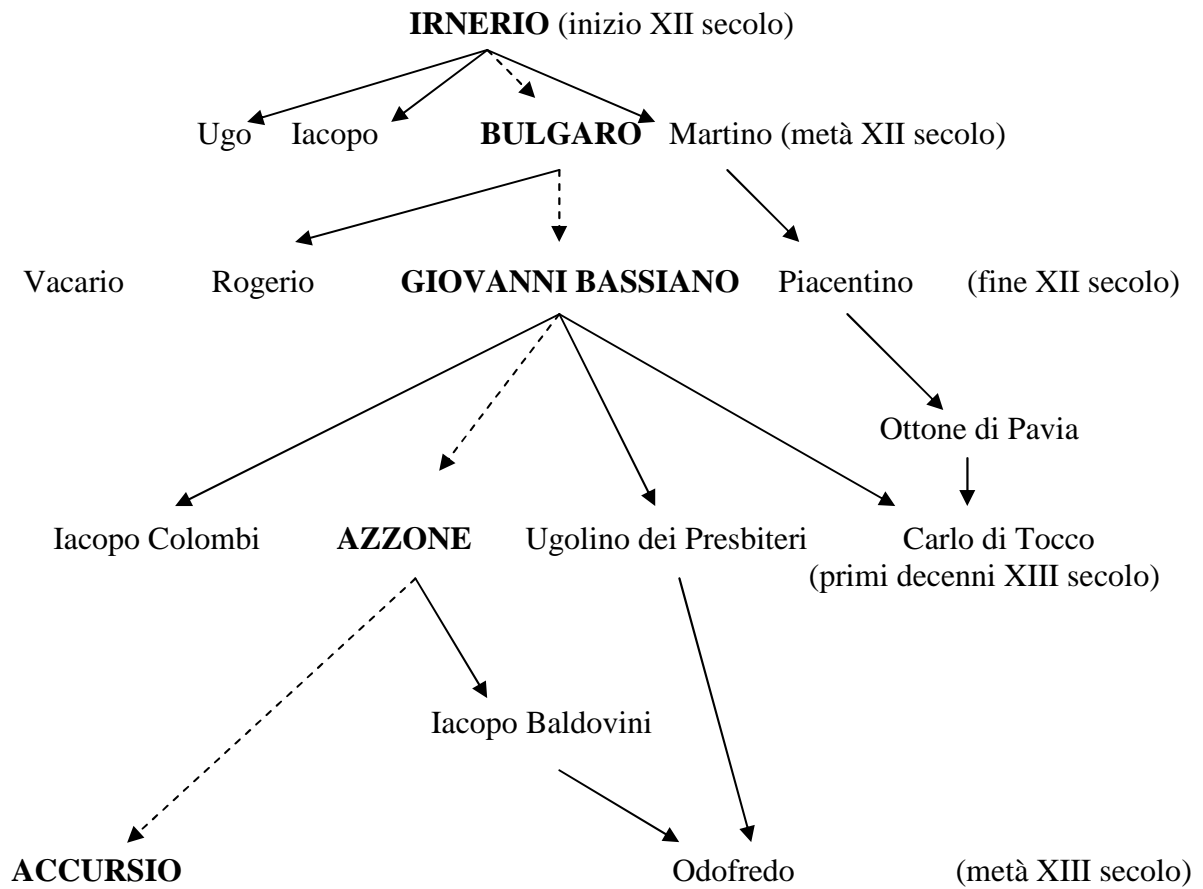 IRNERIO (inizio XII secolo)
Ugo Iacopo BULGARO Martino (metà XII secolo)
Vacario Rogerio GIOVANNI BASSIANO Piacentino (fine XII secolo)
Ottone di Pavia
Iacopo Colombi AZZONE Ugolino dei Presbiteri Carlo di Tocco
(primi decenni XIII secolo)
Iacopo Baldovini
ACCURSIO Odofredo (metà XIII secolo)